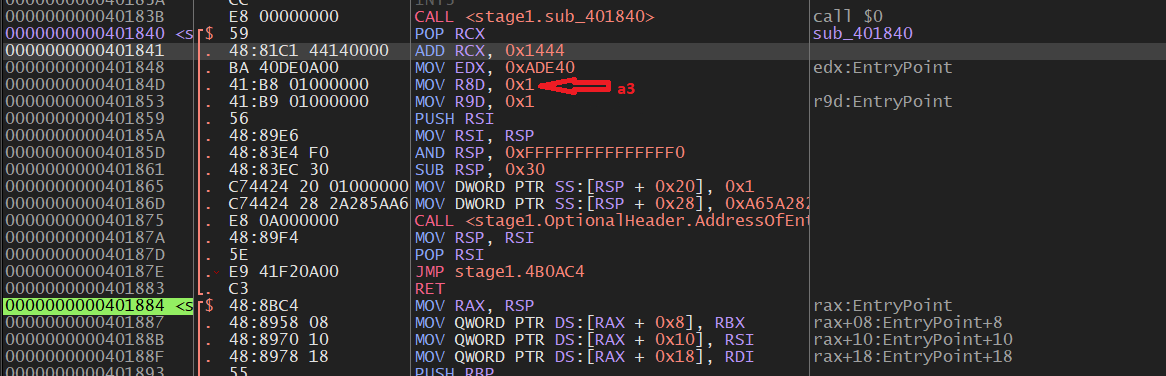 CC INT3
000000000040183B E8 00000000 CALL <stage1.sub_401840> call $0
0000000000401840 <s $ 59 POP RCX sub_401840
0000000000401841 . 48:81C1 44140000 ADD RCX, 0x1444
0000000000401848 . BA 40DE0A00 MOV EDX, 0xADE40 edx:EntryPoint
000000000040184D . 41:B8 01000000 MOV R8D, 0x1 a3
0000000000401853 . 41:B9 01000000 MOV R9D, 0x1 r9d:EntryPoint
0000000000401859 . 56 PUSH RSI
000000000040185A . 48:89E6 MOV RSI, RSP
000000000040185D . 48:83E4 F0 AND RSP, 0xFFFFFFFFFFFFFFF0
0000000000401861 . 48:83EC 30 SUB RSP, 0x30
0000000000401865 . C74424 20 01000000 MOV DWORD PTR SS:[RSP + 0x20], 0x1
000000000040186D . C74424 28 2A285AA6 MOV DWORD PTR SS:[RSP + 0x28], 0xA65A282
0000000000401875 . E8 0A000000 CALL <stage1.OptionalHeader.AddressOfEnt
000000000040187A . 48:89F4 MOV RSP, RSI
000000000040187D . 5E POP RSI
000000000040187E . E9 41F20A00 JMP stage1.4B0AC4
0000000000401883 . C3 RET
0000000000401884 <s $ 48:8BC4 MOV RAX, RSP rax:EntryPoint
0000000000401887 . 48:8958 08 MOV QWORD PTR DS:[RAX + 0x8], RBX rax+08:EntryPoint+8
000000000040188B . 48:8970 10 MOV QWORD PTR DS:[RAX + 0x10], RSI rax+10:EntryPoint+10
000000000040188F . 48:8978 18 MOV QWORD PTR DS:[RAX + 0x18], RDI rax+18:EntryPoint+18
0000000000401893 . 55 PUSH RBP